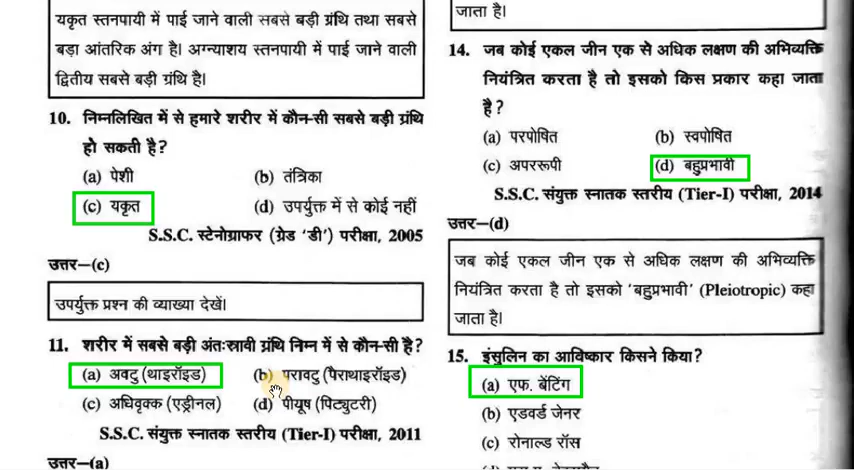 यकृत स्तनपायी में पाई जाने वाली सबसे बड़ी ग्रंथि तथा सबसे
बड़ा आंतरिक अंग है। अग्न्याशय स्तनपायी में पाई जाने वाली
द्वितीय सबसे बड़ी ग्रंथि है।
10. निम्नलिखित में से हमारे शरीर में कौन-सी सबसे बड़ी ग्रंथि
हो सकती है?
(a) पेशी (b) तंत्रिका
(c) यकृत (d) उपर्युक्त में से कोई नहीं
S.S.C. स्टेनोग्राफर (ग्रेड 'डी') परीक्षा, 2005
उत्तर—(c)
उपर्युक्त प्रश्न की व्याख्या देखें।
11. शरीर में सबसे बड़ी अंतःस्रावी ग्रंथि निम्न में से कौन-सी है?
(a) अवटु (थाइरॉइड) (b) परावटु (पैराथाइरॉइड)
(c) अधिवृक्क (एड्रीनल) (d) पीयूष (पिट्युटरी)
S.S.C. संयुक्त स्नातक स्तरीय (Tier-I) परीक्षा, 2011
उत्तर—(a)
जाता है।
14. जब कोई एकल जीन एक से अधिक लक्षण की अभिव्यक्ति
नियंत्रित करता है तो इसको किस प्रकार कहा जाता
है?
(a) परपोषित (b) स्वपोषित
(c) अपररूपी (d) बहुप्रभावी
S.S.C. संयुक्त स्नातक स्तरीय (Tier-I) परीक्षा, 2014
उत्तर—(d)
जब कोई एकल जीन एक से अधिक लक्षण की अभिव्यक्ति
नियंत्रित करता है तो इसको 'बहुप्रभावी' (Pleiotropic) कहा
जाता है।
15. इंसुलिन का आविष्कार किसने किया?
(a) एफ. बेंटिंग
(b) एडवर्ड जेनर
(c) रोनाल्ड रॉस